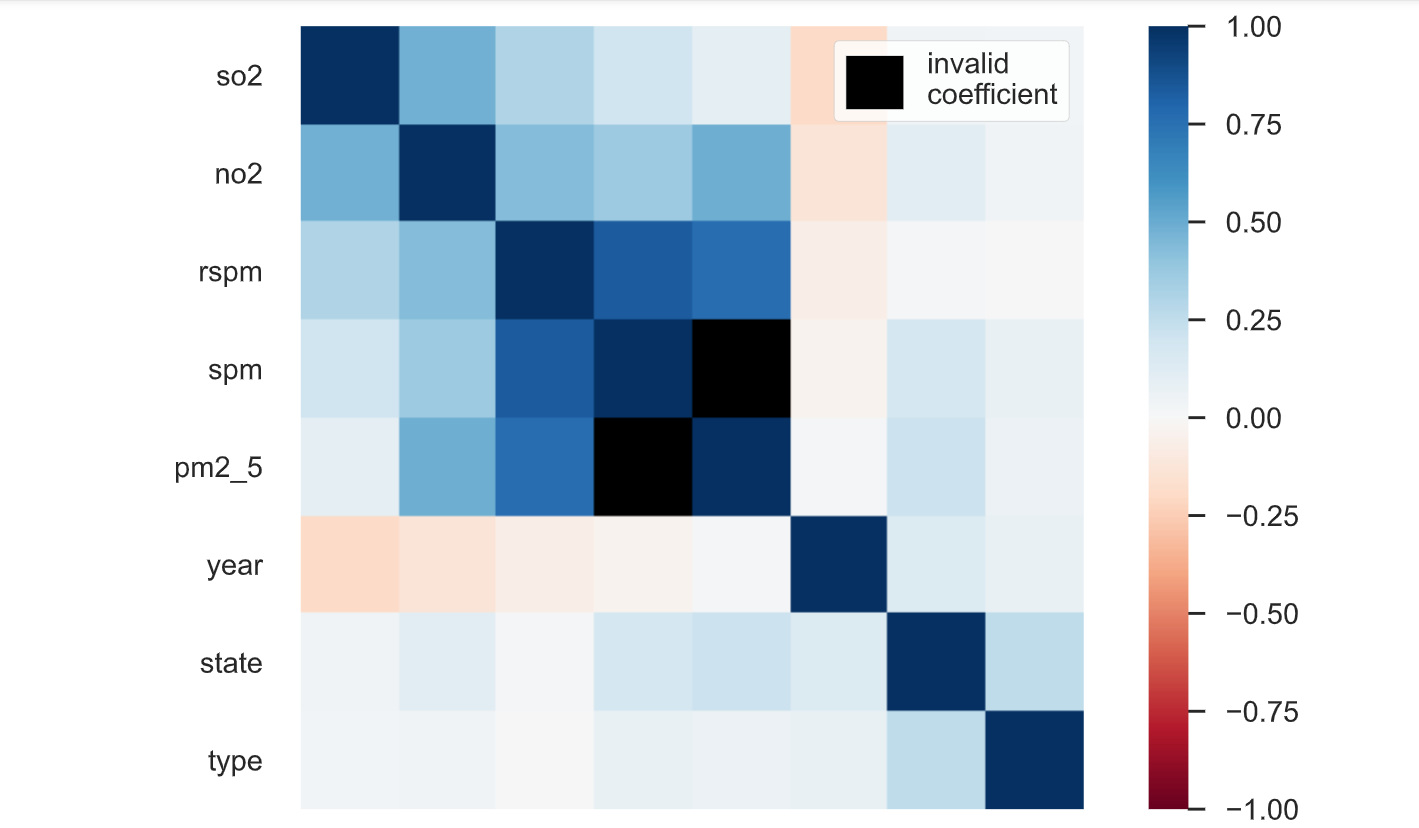 so2
no2
rspm
spm
pm2_5
year
state
type
invalid
coefficient
1.00
0.75
0.50
0.25
0.00
−0.25
−0.50
−0.75
−1.00